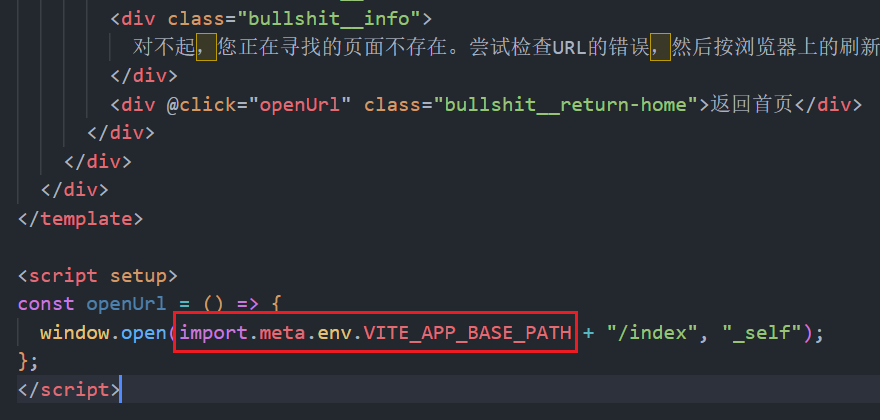 <div class="bullshit__info">
对不起，您正在寻找的页面不存在。尝试检查URL的错误，然后按浏览器上的刷新
</div>
<div @click="openUrl" class="bullshit__return-home">返回首页</div>
</div>
</div>
</div>
</template>
<script setup>
const openUrl = () => {
window.open(import.meta.env.VITE_APP_BASE_PATH + "/index", "_self");
};
</script>